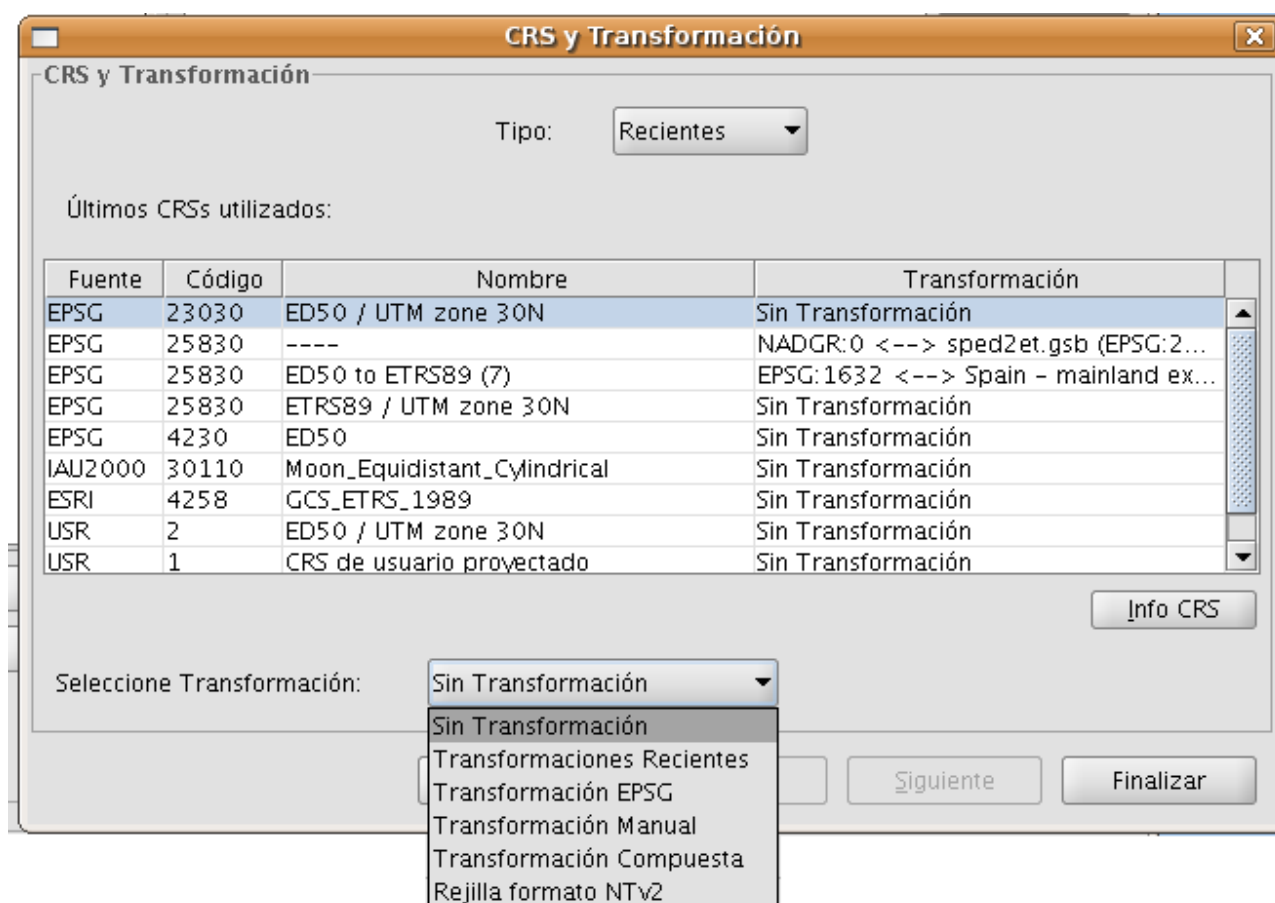 CRS y Transformación
CRS y Transformación
Tipo: Recientes
Últimos CRSs utilizados:
Fuente Código Nombre Transformación
EPSG 23030 ED50 / UTM zone 30N Sin Transformación
EPSG 25830 ---- NADGR:0 <--> sped2et.gsb (EPSG:2...
EPSG 25830 ED50 to ETRS89 (7) EPSG:1632 <--> Spain - mainland ex...
EPSG 25830 ETRS89 / UTM zone 30N Sin Transformación
EPSG 4230 ED50 Sin Transformación
IAU2000 30110 Moon_Equidistant_Cylindrical Sin Transformación
ESRI 4258 GCS_ETRS_1989 Sin Transformación
USR 2 ED50 / UTM zone 30N Sin Transformación
USR 1 CRS de usuario proyectado Sin Transformación
Info CRS
Seleccione Transformación: Sin Transformación
Sin Transformación
Transformaciones Recientes
Transformación EPSG
Transformación Manual
Transformación Compuesta
Rejilla formato NTv2
Siguiente Finalizar